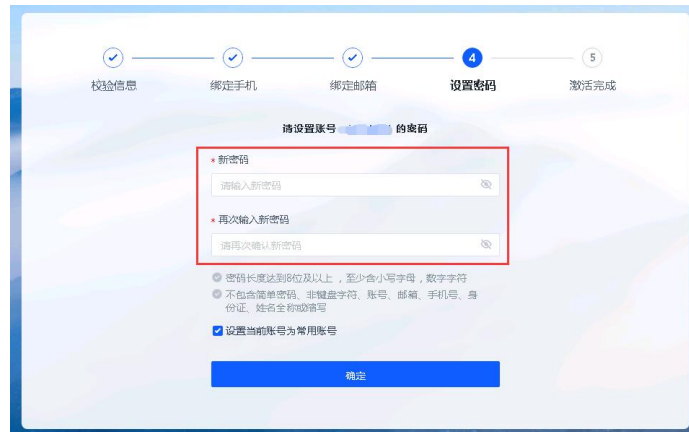 4
5
校验信息
绑定手机
绑定邮箱
设置密码
激活完成
请设置账号 的密码
* 新密码
请输入新密码
* 再次输入新密码
请再次确认新密码
密码长度达到8位及以上，至少含小写字母，数字字符
不包含简单密码、非键盘字符、账号、邮箱、手机号、身
份证、姓名全称或缩写
设置当前账号为常用账号
确定